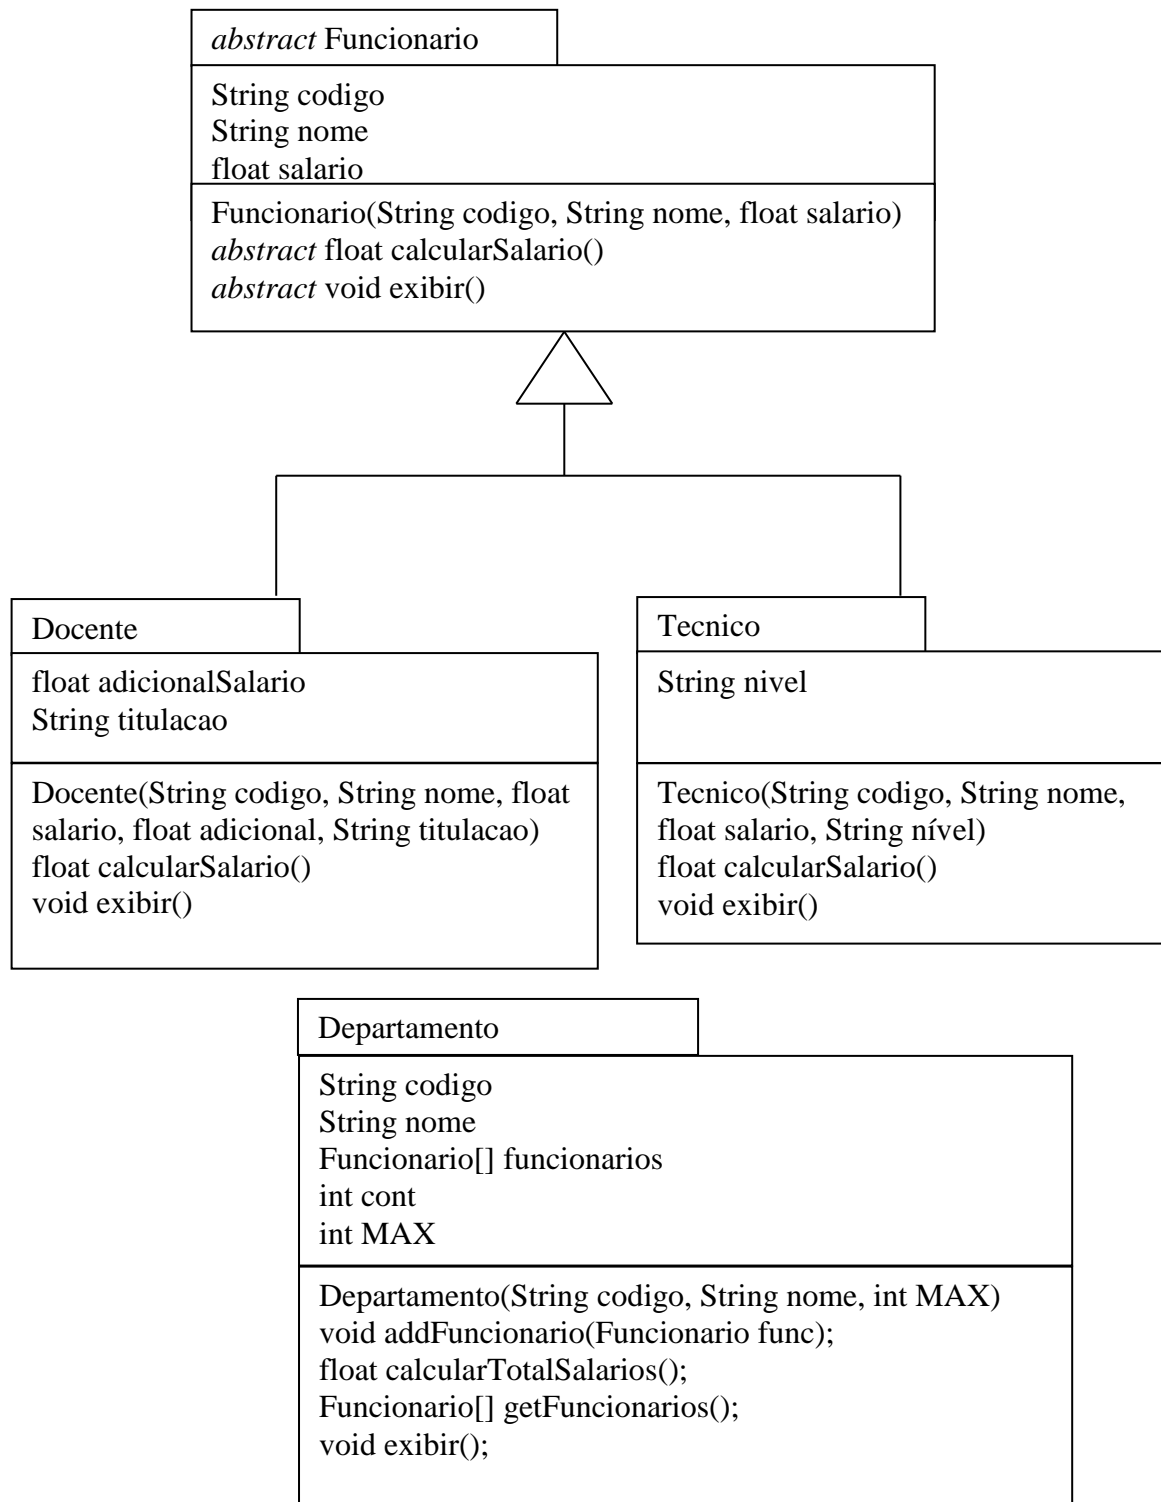 abstract Funcionario
String codigo
String nome
float salario
Funcionario(String codigo, String nome, float salario)
abstract float calcularSalario()
abstract void exibir()
Docente
float adicionalSalario
String titulacao
Docente(String codigo, String nome, float
salario, float adicional, String titulacao)
float calcularSalario()
void exibir()
Tecnico
String nivel
Tecnico(String codigo, String nome,
float salario, String nível)
float calcularSalario()
void exibir()
Departamento
String codigo
String nome
Funcionario[] funcionarios
int cont
int MAX
Departamento(String codigo, String nome, int MAX)
void addFuncionario(Funcionario func);
float calcularTotalSalarios();
Funcionario[] getFuncionarios();
void exibir();